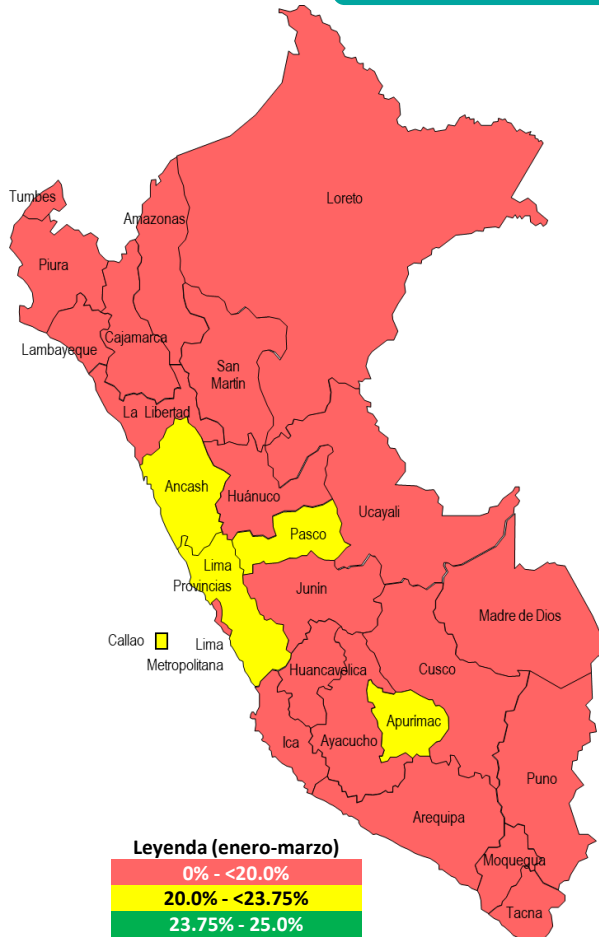 Tumbes
Amazonas
Loreto
Piura
Lambayeque
Cajamarca
San
Martín
La Libertad
Ancash
Huánuco
Ucayali
Pasco
Lima
Provincias
Junín
Madre de Dios
Callao
Lima
Metropolitana
Huancavelica
Cusco
Apurímac
Ica
Ayacucho
Puno
Arequipa
Moquegua
Tacna
Leyenda (enero-marzo)
0% - <20.0%
20.0% - <23.75%
23.75% - 25.0%